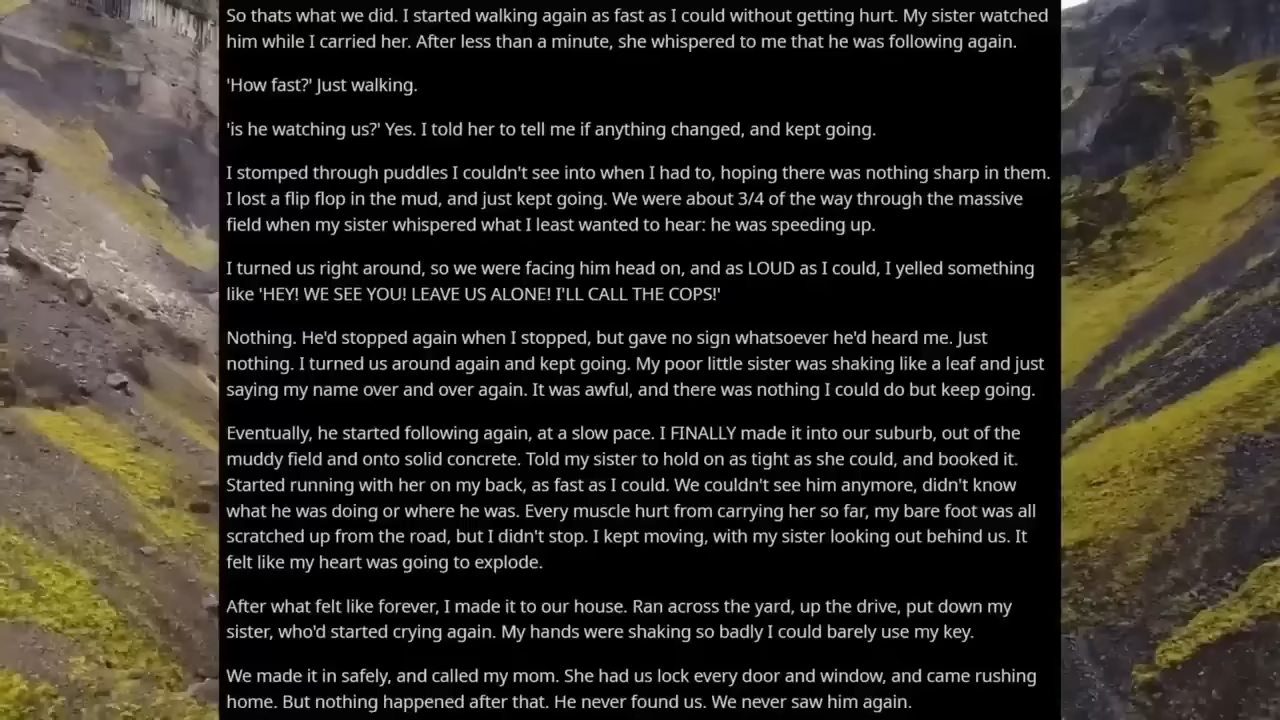 So thats what we did. I started walking again as fast as I could without getting hurt. My sister watched
him while I carried her. After less than a minute, she whispered to me that he was following again.
'How fast?' Just walking.
'is he watching us?' Yes. I told her to tell me if anything changed, and kept going.
I stomped through puddles I couldn't see into when I had to, hoping there was nothing sharp in them.
I lost a flip flop in the mud, and just kept going. We were about 3/4 of the way through the massive
field when my sister whispered what I least wanted to hear: he was speeding up.
I turned us right around, so we were facing him head on, and as LOUD as I could, I yelled something
like 'HEY! WE SEE YOU! LEAVE US ALONE! I'LL CALL THE COPS!'
Nothing. He'd stopped again when I stopped, but gave no sign whatsoever he'd heard me. Just
nothing. I turned us around again and kept going. My poor little sister was shaking like a leaf and just
saying my name over and over again. It was awful, and there was nothing I could do but keep going.
Eventually, he started following again, at a slow pace. I FINALLY made it into our suburb, out of the
muddy field and onto solid concrete. Told my sister to hold on as tight as she could, and booked it.
Started running with her on my back, as fast as I could. We couldn't see him anymore, didn't know
what he was doing or where he was. Every muscle hurt from carrying her so far, my bare foot was all
scratched up from the road, but I didn't stop. I kept moving, with my sister looking out behind us. It
felt like my heart was going to explode.
After what felt like forever, I made it to our house. Ran across the yard, up the drive, put down my
sister, who'd started crying again. My hands were shaking so badly I could barely use my key.
We made it in safely, and called my mom. She had us lock every door and window, and came rushing
home. But nothing happened after that. He never found us. We never saw him again.